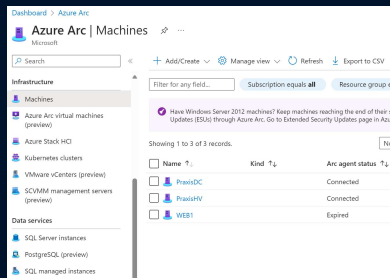 Dashboard > Azure Arc
Azure Arc | Machines
Microsoft
Search
Add/Create
Manage view
Refresh
Export to CSV
Infrastructure
Machines
Azure Arc virtual machines (preview)
Azure Stack HCI
Kubernetes clusters
VMware vCenters (preview)
SCVMM management servers (preview)
Data services
SQL Server instances
PostgreSQL (preview)
SQL managed instances
Filter for any field...
Subscription equals all
Resource group e
Have Windows Server 2012 machines? Keep machines reaching the end of their s
Updates (ESUs) through Azure Arc. Go to Extended Security Updates page in Azu
Showing 1 to 3 of 3 records.
Name ↑↓ Kind ↑↓ Arc agent status ↑↓
PraxisDC Connected
PraxisHV Connected
WEB1 Expired